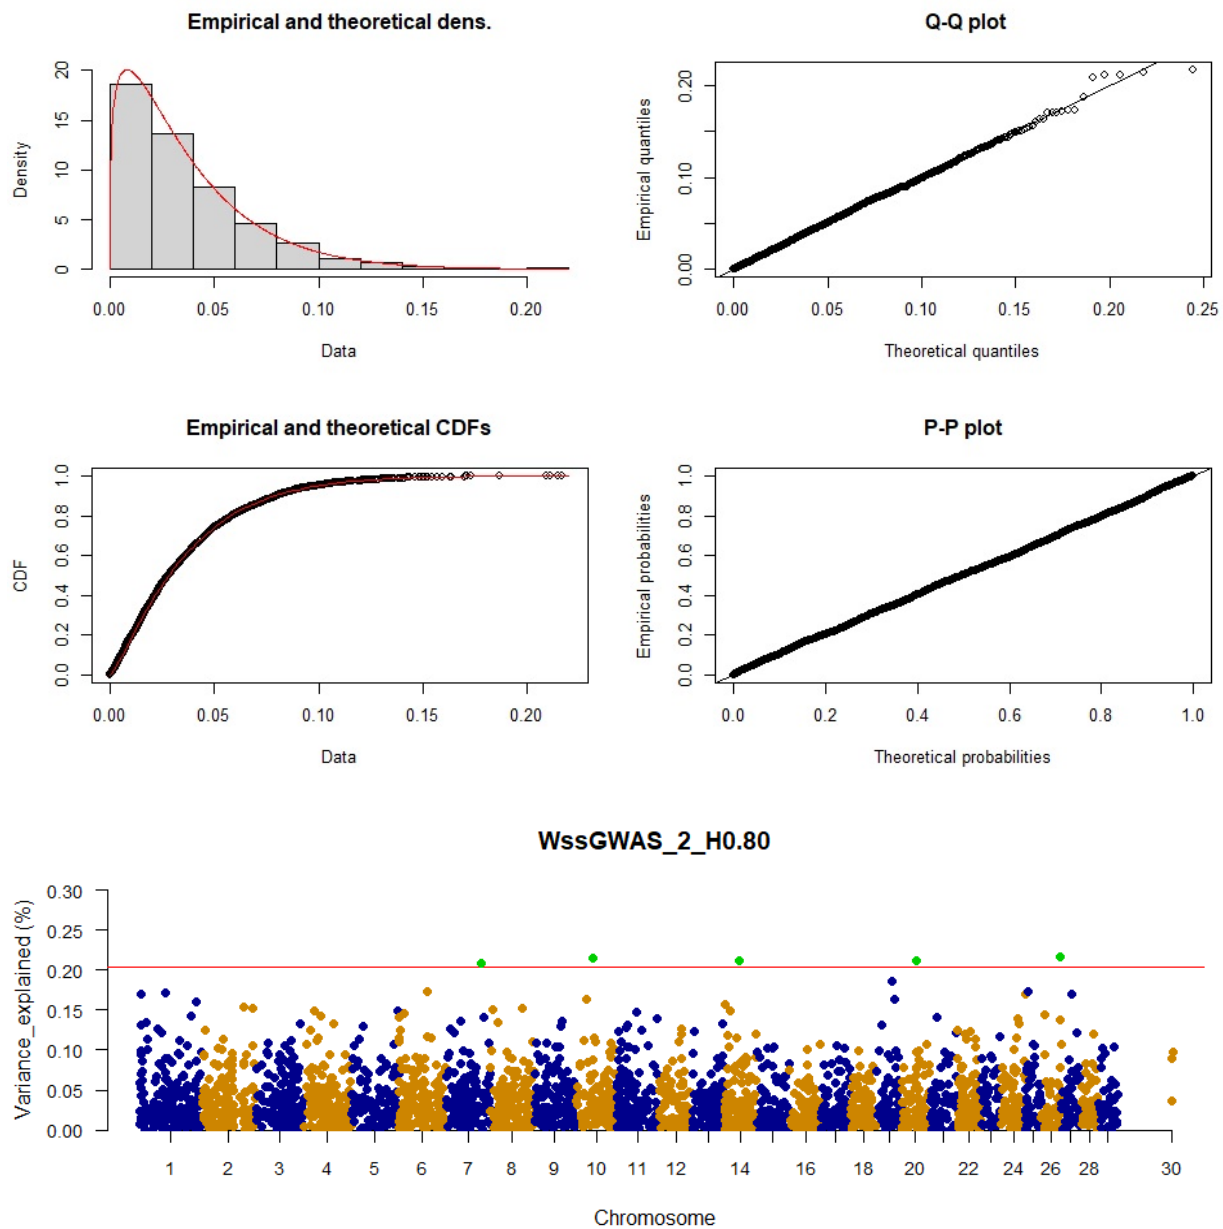 Empirical and theoretical dens.
Density
0 5 10 15 20
0.00 0.05 0.10 0.15 0.20
Data
Q-Q plot
Empirical quantiles
0.00 0.10 0.20
0.00 0.05 0.10 0.15 0.20 0.25
Theoretical quantiles
Empirical and theoretical CDFs
CDF
0.0 0.2 0.4 0.6 0.8 1.0
0.00 0.05 0.10 0.15 0.20
Data
P-P plot
Empirical probabilities
0.0 0.2 0.4 0.6 0.8 1.0
0.0 0.2 0.4 0.6 0.8 1.0
Theoretical probabilities
WssGWAS_2_H0.80
Variance_explained (%)
0.30
0.25
0.20
0.15
0.10
0.05
0.00
1 2 3 4 5 6 7 8 9 10 11 12 14 16 18 20 22 24 26 28 30
Chromosome